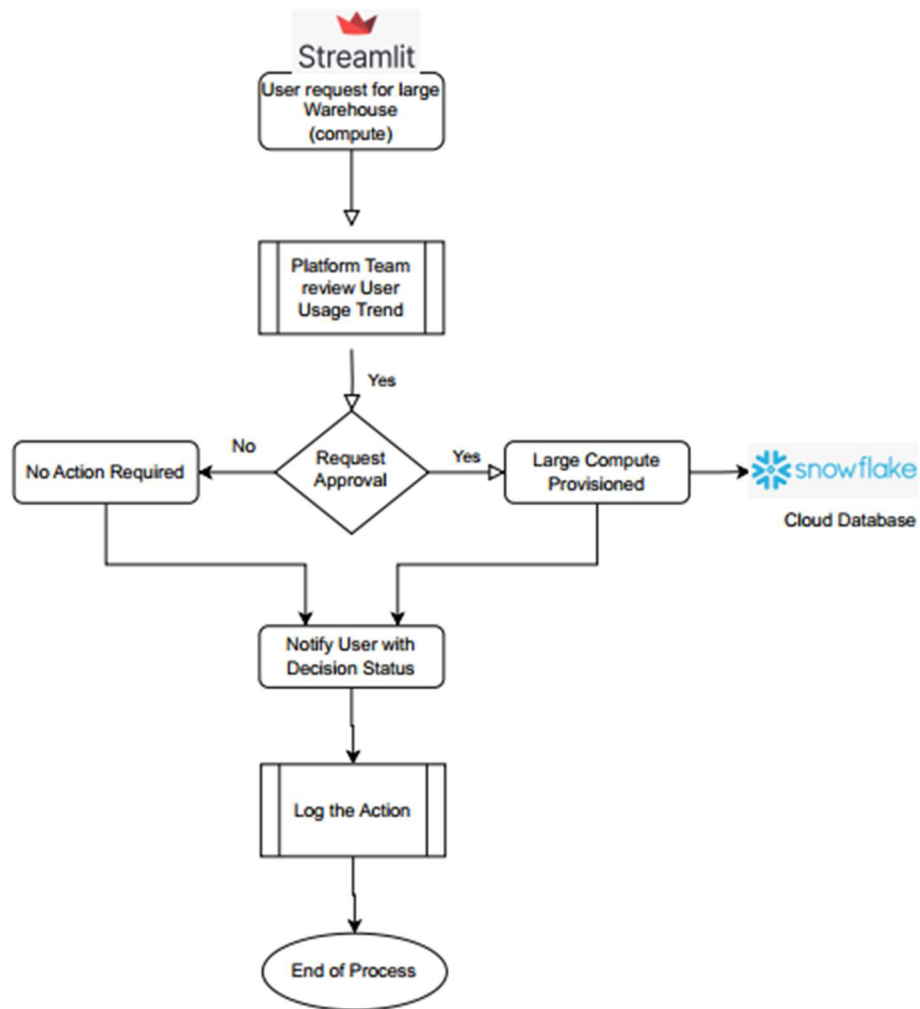 Streamlit
User request for large
Warehouse
(compute)
Platform Team
review User
Usage Trend
Yes
No
Request
Approval
Yes
No Action Required
Large Compute
Provisioned
snowflake
Cloud Database
Notify User with
Decision Status
Log the Action
End of Process